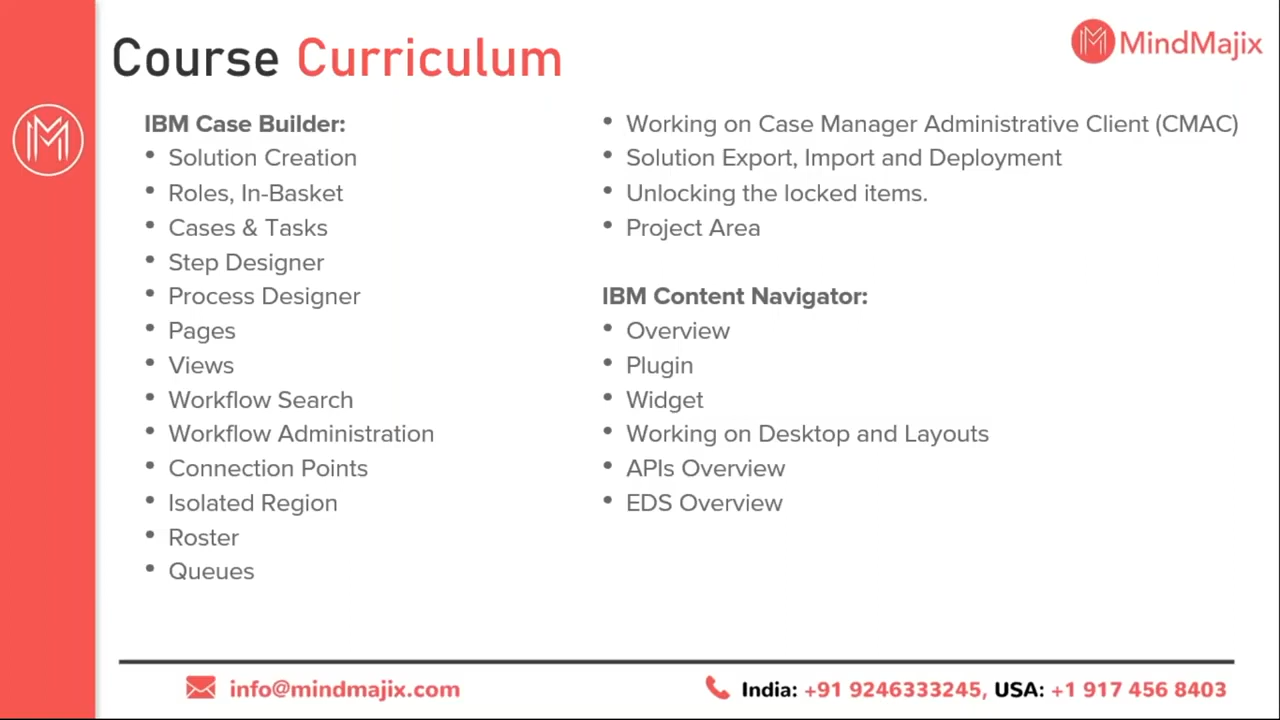 Course Curriculum
MindMajix
IBM Case Builder:
• Solution Creation
• Roles, In-Basket
• Cases & Tasks
• Step Designer
• Process Designer
• Pages
• Views
• Workflow Search
• Workflow Administration
• Connection Points
• Isolated Region
• Roster
• Queues
• Working on Case Manager Administrative Client (CMAC)
• Solution Export, Import and Deployment
• Unlocking the locked items.
• Project Area
IBM Content Navigator:
• Overview
• Plugin
• Widget
• Working on Desktop and Layouts
• APIs Overview
• EDS Overview
info@mindmajix.com
India: +91 9246333245, USA: +1 917 456 8403